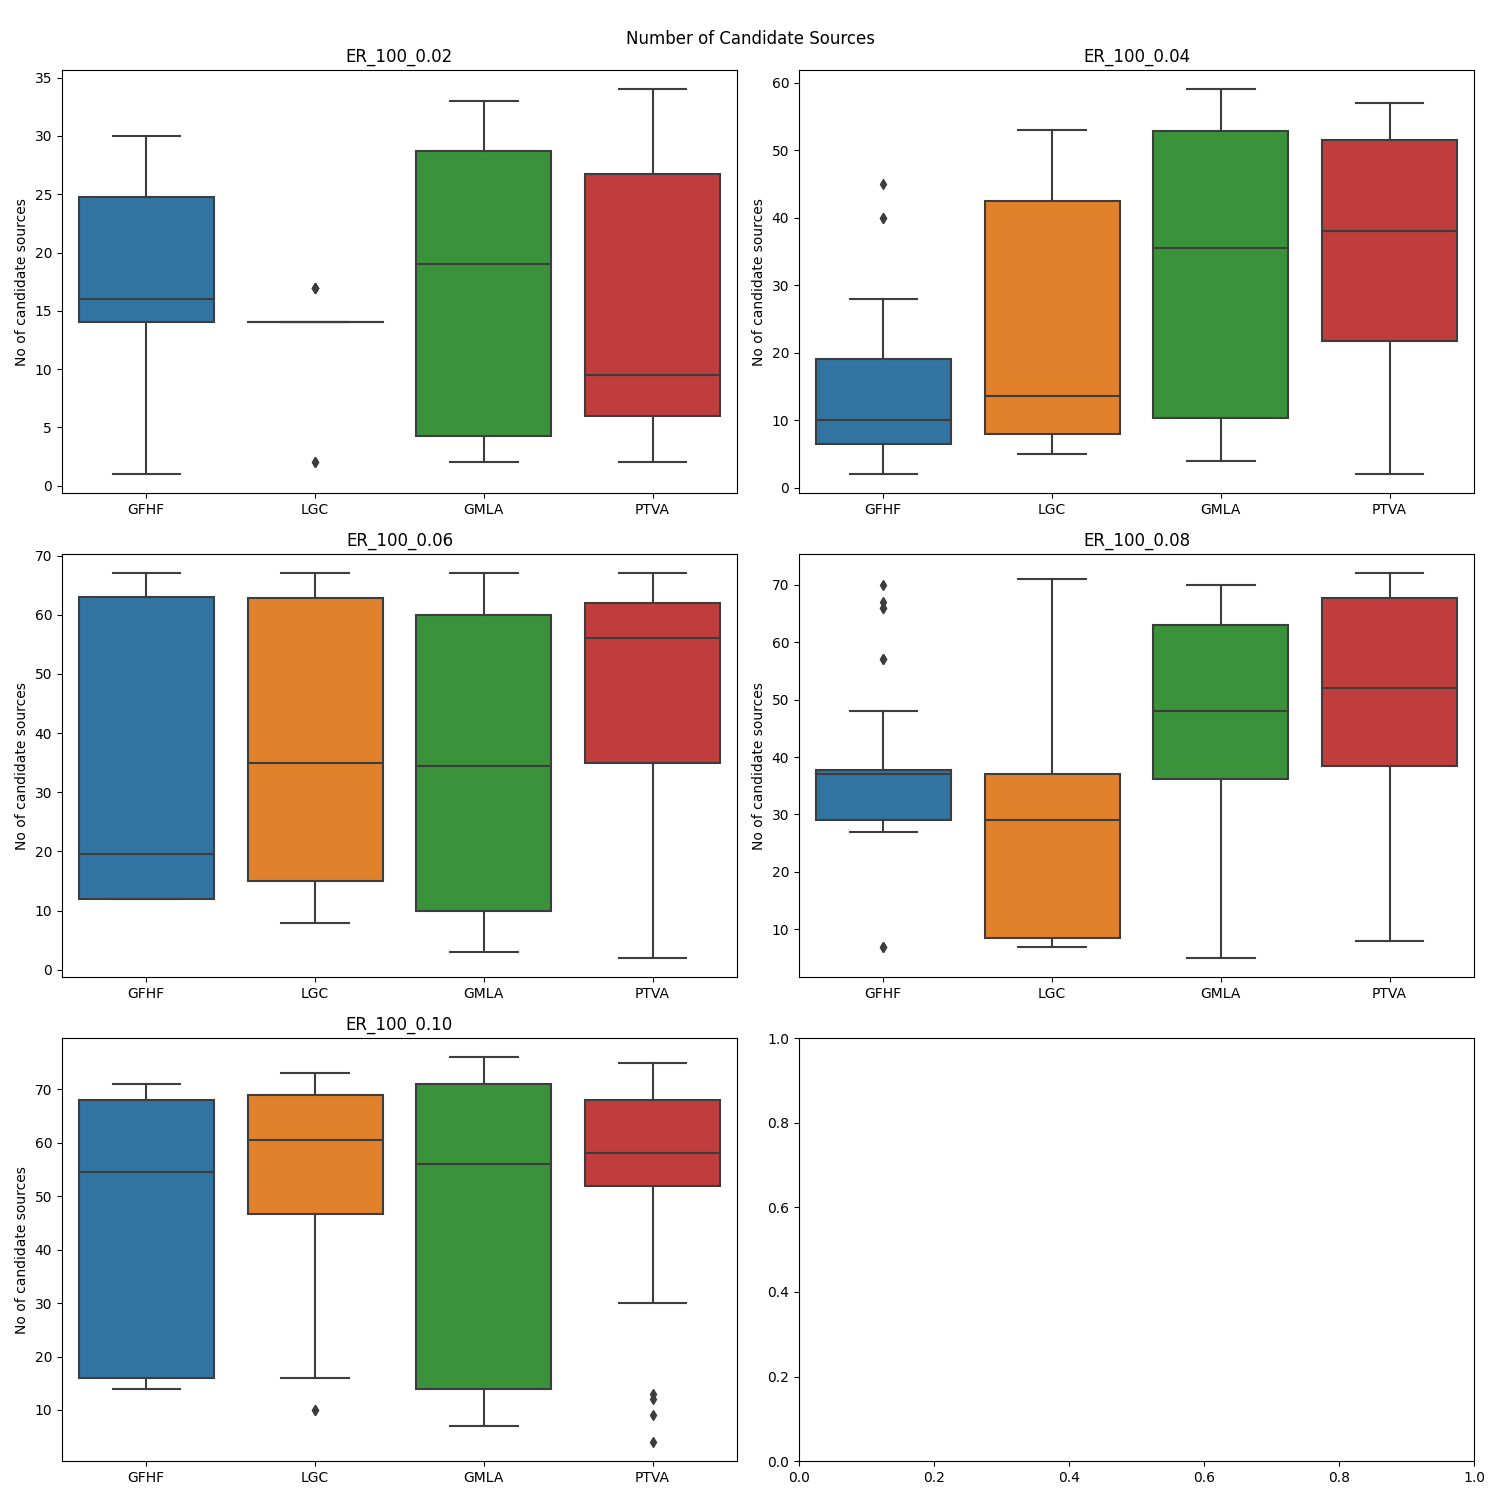 Number of Candidate Sources
ER_100_0.02
No of candidate sources
35
30
25
20
15
10
5
0
GFHF LGC GMLA PTVA
ER_100_0.04
No of candidate sources
60
50
40
30
20
10
0
GFHF LGC GMLA PTVA
ER_100_0.06
No of candidate sources
70
60
50
40
30
20
10
0
GFHF LGC GMLA PTVA
ER_100_0.08
No of candidate sources
70
60
50
40
30
20
10
GFHF LGC GMLA PTVA
ER_100_0.10
No of candidate sources
70
60
50
40
30
20
10
GFHF LGC GMLA PTVA
1.0
0.8
0.6
0.4
0.2
0.0
0.0 0.2 0.4 0.6 0.8 1.0